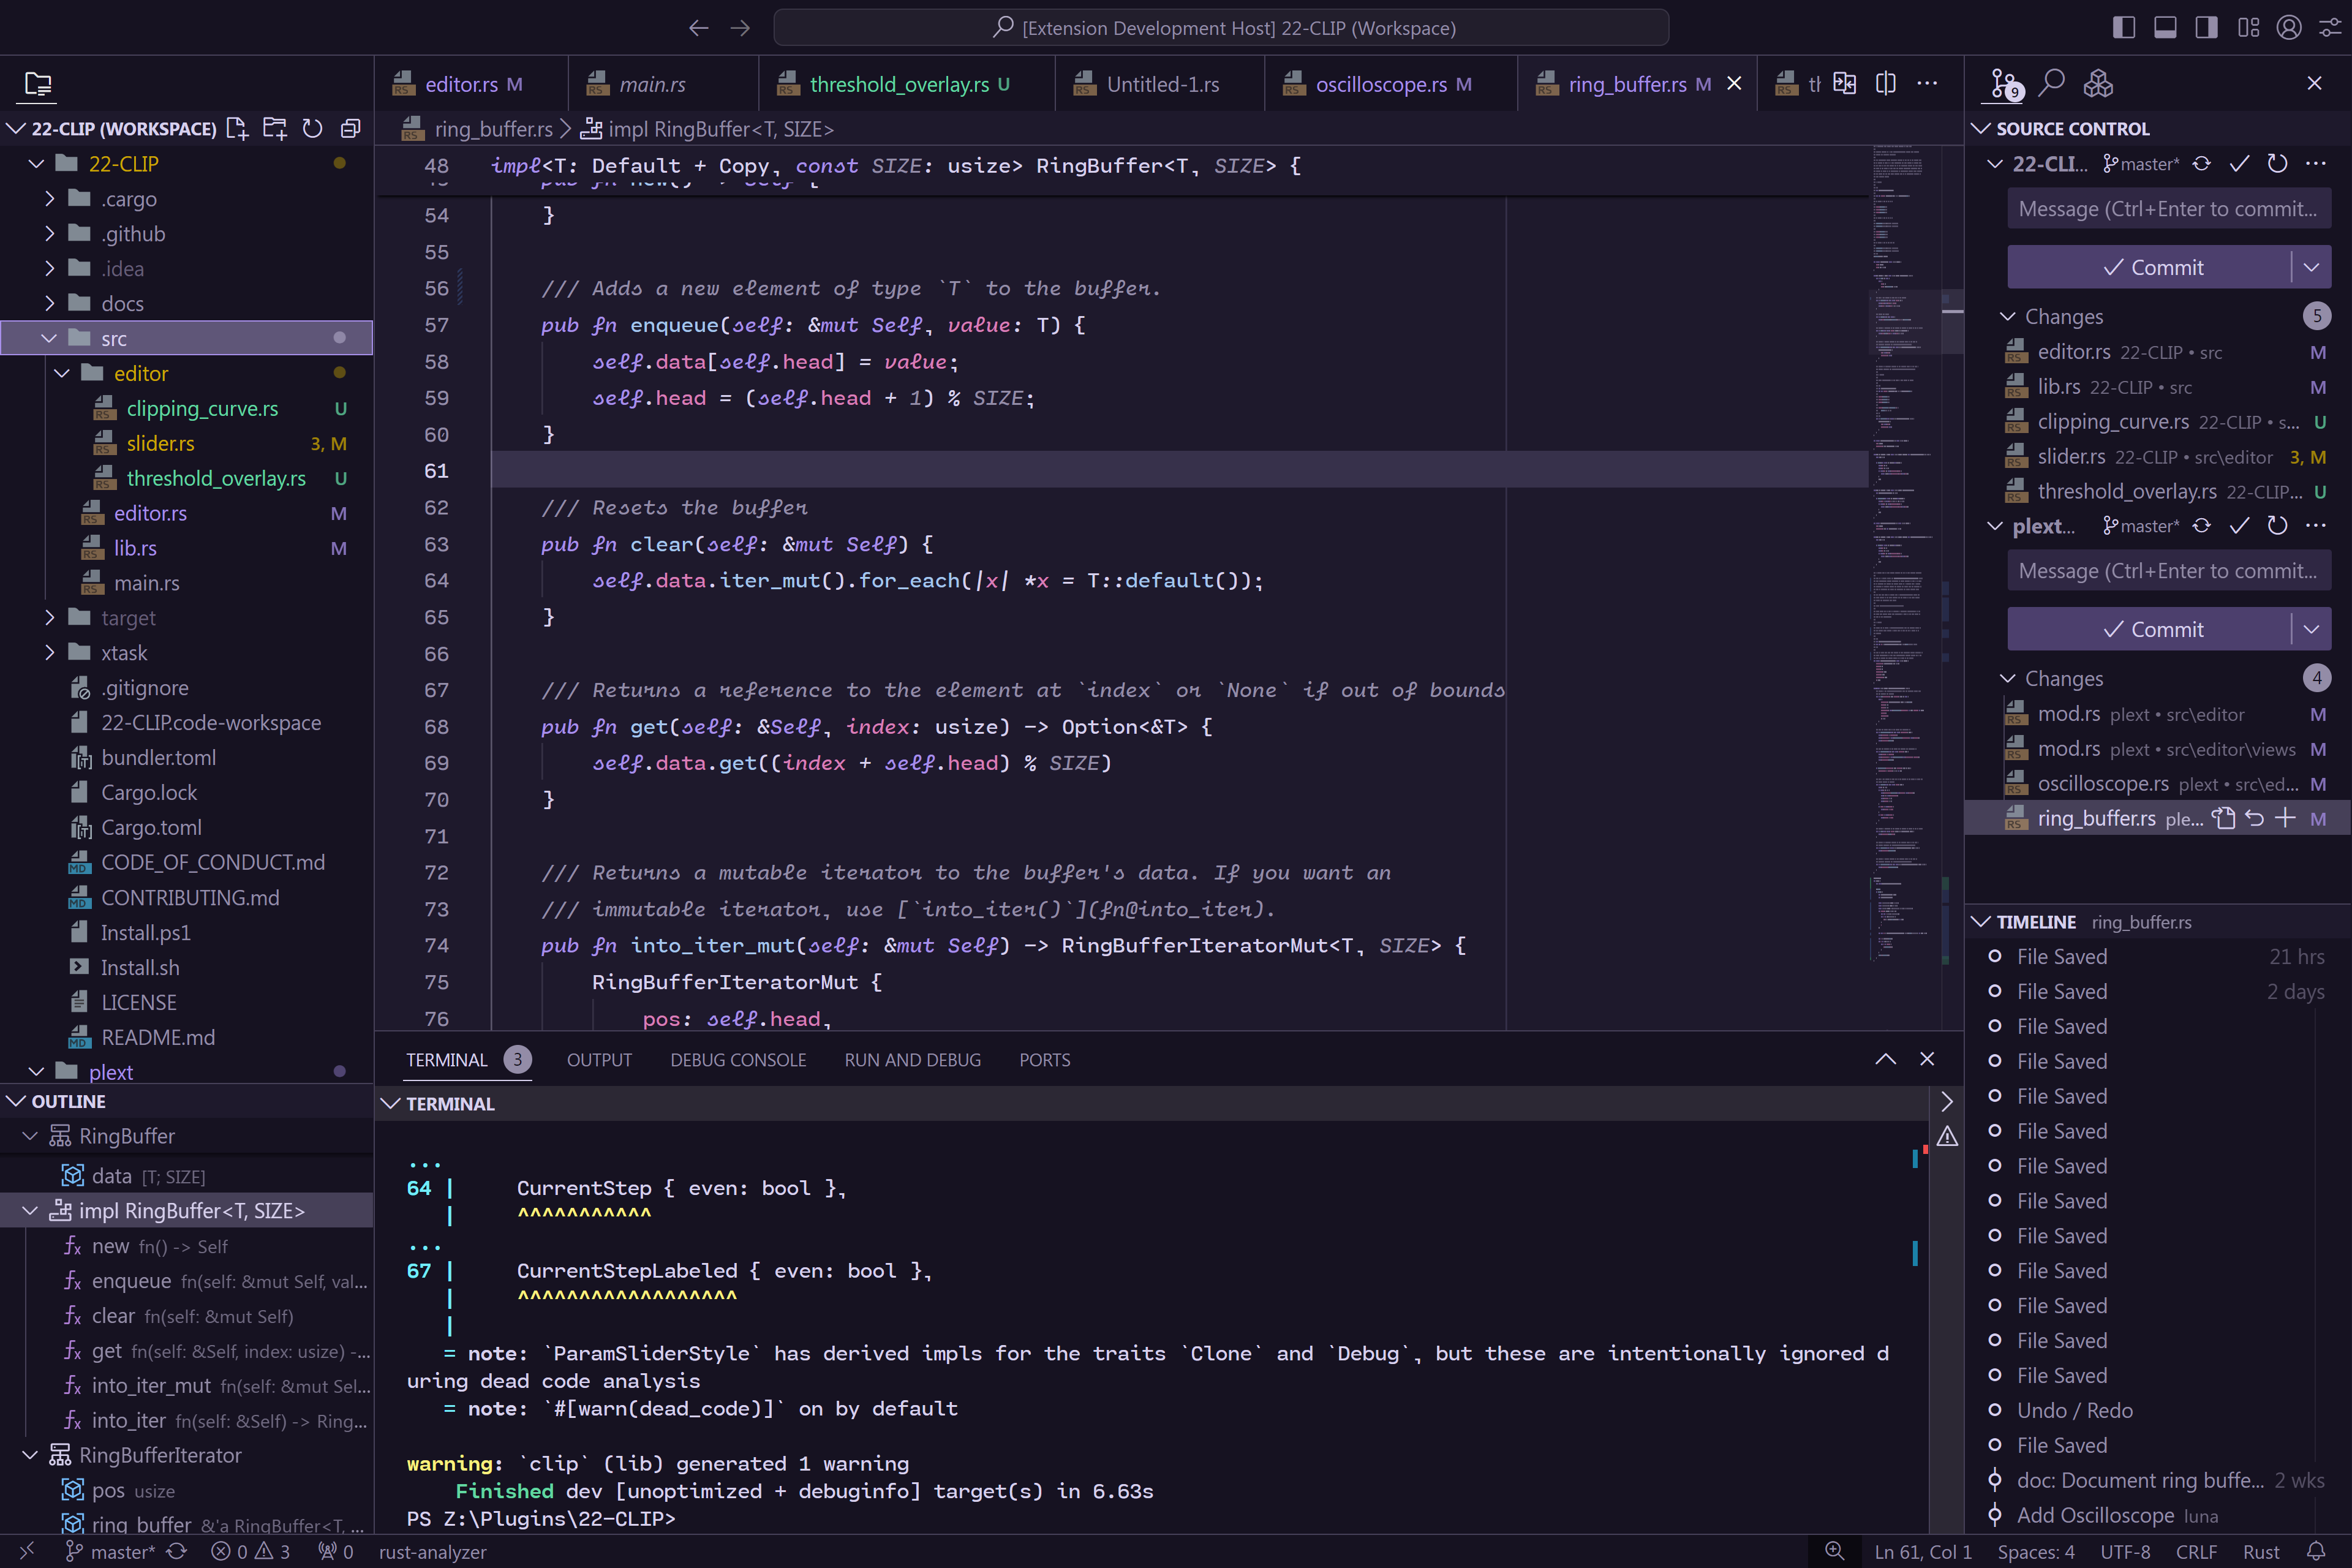 [Extension Development Host] 22-CLIP (Workspace)
22-CLIP (WORKSPACE)
22-CLIP
.cargo
.github
.idea
docs
src
editor
clipping_curve.rs U
slider.rs 3, M
threshold_overlay.rs U
editor.rs M
lib.rs M
main.rs
target
xtask
.gitignore
22-CLIP.code-workspace
bundler.toml
Cargo.lock
Cargo.toml
CODE_OF_CONDUCT.md
CONTRIBUTING.md
Install.ps1
Install.sh
LICENSE
README.md
plext
OUTLINE
RingBuffer
data [T; SIZE]
impl RingBuffer<T, SIZE>
new fn() -> Self
enqueue fn(self: &mut Self, val...
clear fn(self: &mut Self)
get fn(self: &Self, index: usize) -...
into_iter_mut fn(self: &mut Sel...
into_iter fn(self: &Self) -> Ring...
RingBufferIterator
pos usize
ring_buffer &'a RingBuffer<T, ...
editor.rs M
main.rs
threshold_overlay.rs U
Untitled-1.rs
oscilloscope.rs M
ring_buffer.rs M
ring_buffer.rs > impl RingBuffer<T, SIZE>
48 impl<T: Default + Copy, const SIZE: usize> RingBuffer<T, SIZE> {
54 }
55
56 /// Adds a new element of type `T` to the buffer.
57 pub fn enqueue(self: &mut Self, value: T) {
58 self.data[self.head] = value;
59 self.head = (self.head + 1) % SIZE;
60 }
61
62 /// Resets the buffer
63 pub fn clear(self: &mut Self) {
64 self.data.iter_mut().for_each(|x| *x = T::default());
65 }
66
67 /// Returns a reference to the element at `index` or `None` if out of bounds
68 pub fn get(self: &Self, index: usize) -> Option<&T> {
69 self.data.get((index + self.head) % SIZE)
70 }
71
72 /// Returns a mutable iterator to the buffer's data. If you want an
73 /// immutable iterator, use [`into_iter()`](fn@into_iter).
74 pub fn into_iter_mut(self: &mut Self) -> RingBufferIteratorMut<T, SIZE> {
75 RingBufferIteratorMut {
76 pos: self.head,
TERMINAL 3 OUTPUT DEBUG CONSOLE RUN AND DEBUG PORTS
TERMINAL
...
64 | CurrentStep { even: bool },
| ^^^^^^^^^^^
...
67 | CurrentStepLabeled { even: bool },
| ^^^^^^^^^^^^^^^^^^
|
= note: `ParamSliderStyle` has derived impls for the traits `Clone` and `Debug`, but these are intentionally ignored d
uring dead code analysis
= note: `#[warn(dead_code)]` on by default
warning: `clip` (lib) generated 1 warning
Finished dev [unoptimized + debuginfo] target(s) in 6.63s
PS Z:\Plugins\22-CLIP>
9
SOURCE CONTROL
22-CLI... master*
Message (Ctrl+Enter to commit...
Commit
Changes 5
editor.rs 22-CLIP • src M
lib.rs 22-CLIP • src M
clipping_curve.rs 22-CLIP • s... U
slider.rs 22-CLIP • src\editor 3, M
threshold_overlay.rs 22-CLIP... U
plext... master*
Message (Ctrl+Enter to commit...
Commit
Changes 4
mod.rs plext • src\editor M
mod.rs plext • src\editor\views M
oscilloscope.rs plext • src\ed... M
ring_buffer.rs ple... M
TIMELINE ring_buffer.rs
File Saved 21 hrs
File Saved 2 days
File Saved
File Saved
File Saved
File Saved
File Saved
File Saved
File Saved
File Saved
File Saved
File Saved
File Saved
Undo / Redo
File Saved
doc: Document ring buffe... 2 wks
Add Oscilloscope luna
master* 0 3 0 rust-analyzer
Ln 61, Col 1 Spaces: 4 UTF-8 CRLF Rust